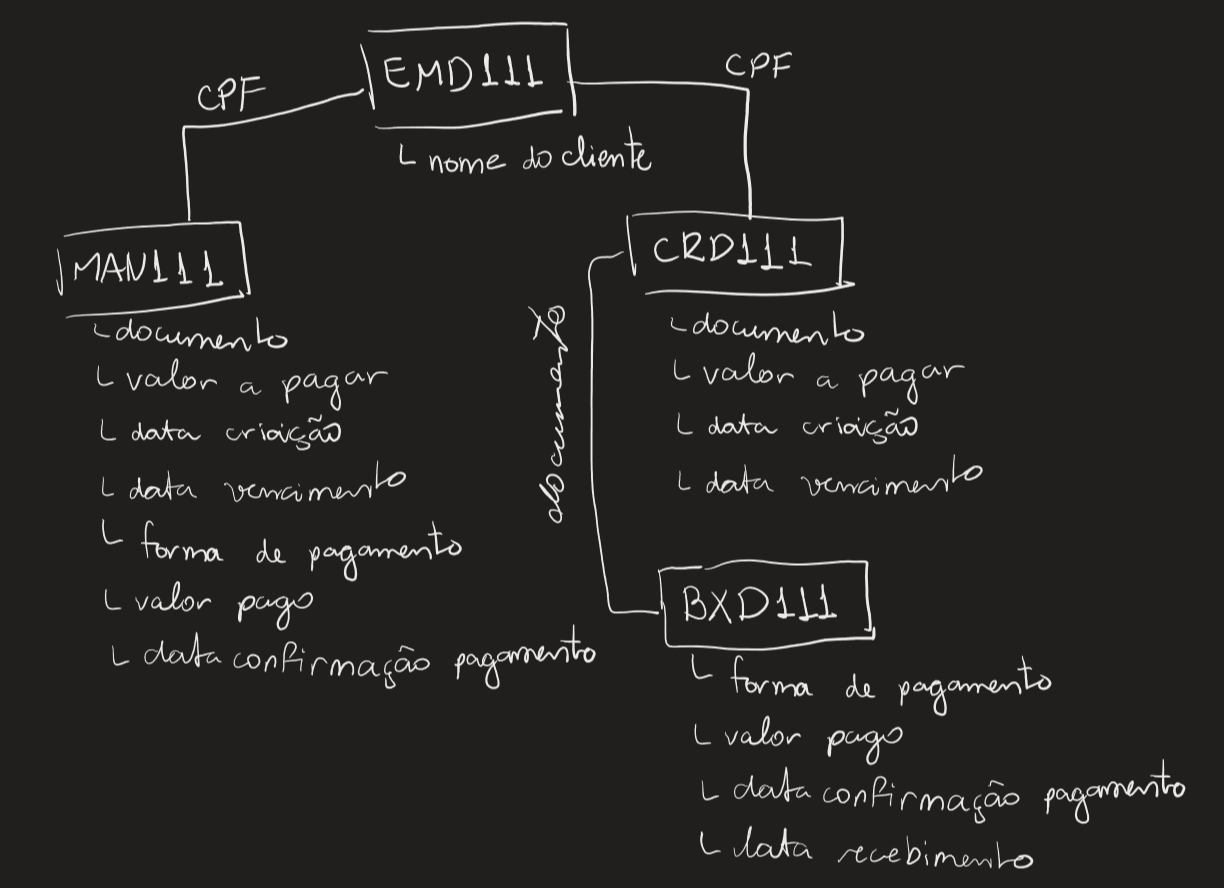 EMD111
CPF
CPF
└ nome do cliente
MAN111
└ documento
└ valor a pagar
└ data criação
└ data vencimento
└ forma de pagamento
└ valor pago
└ data confirmação pagamento
CRD111
documento
└ documento
└ valor a pagar
└ data criação
└ data vencimento
BXD111
└ forma de pagamento
└ valor pago
└ data confirmação pagamento
└ data recebimento